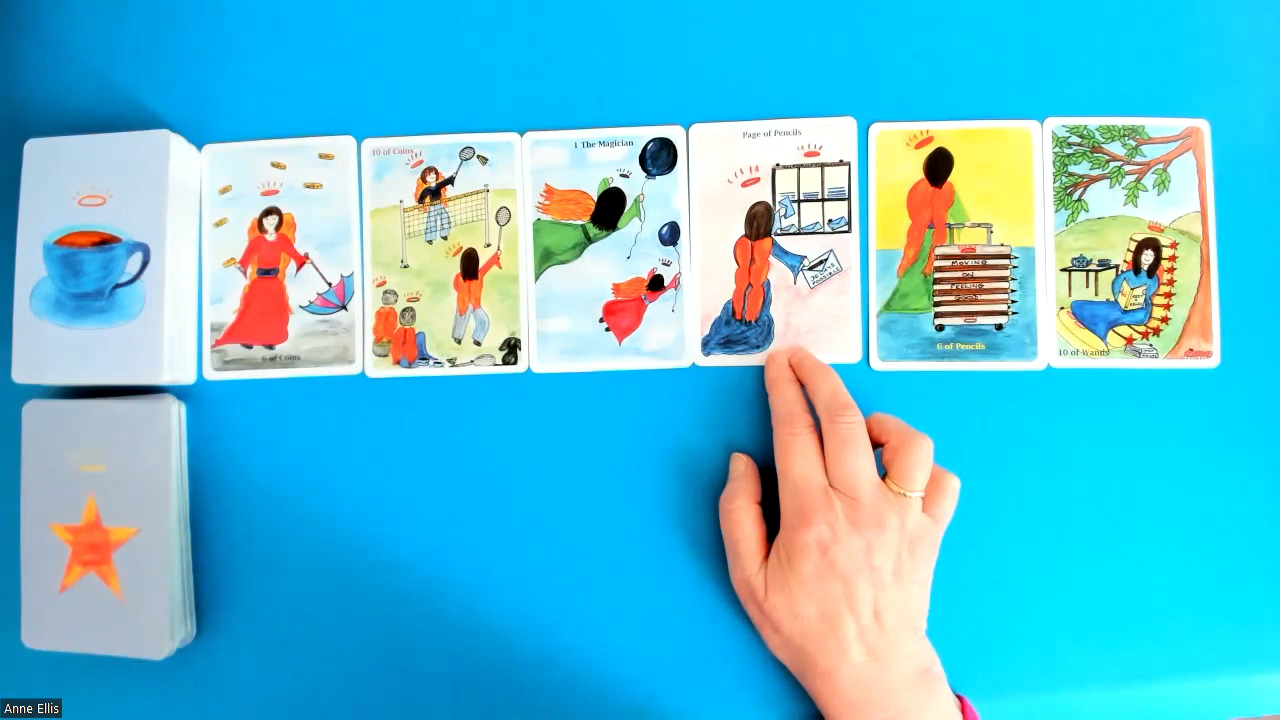 6 of Coins
10 of Coins
1 The Magician
Page of Pencils
MOVING
ON
FEELING
GOOD
6 of Pencils
10 of Wands
Anne Ellis